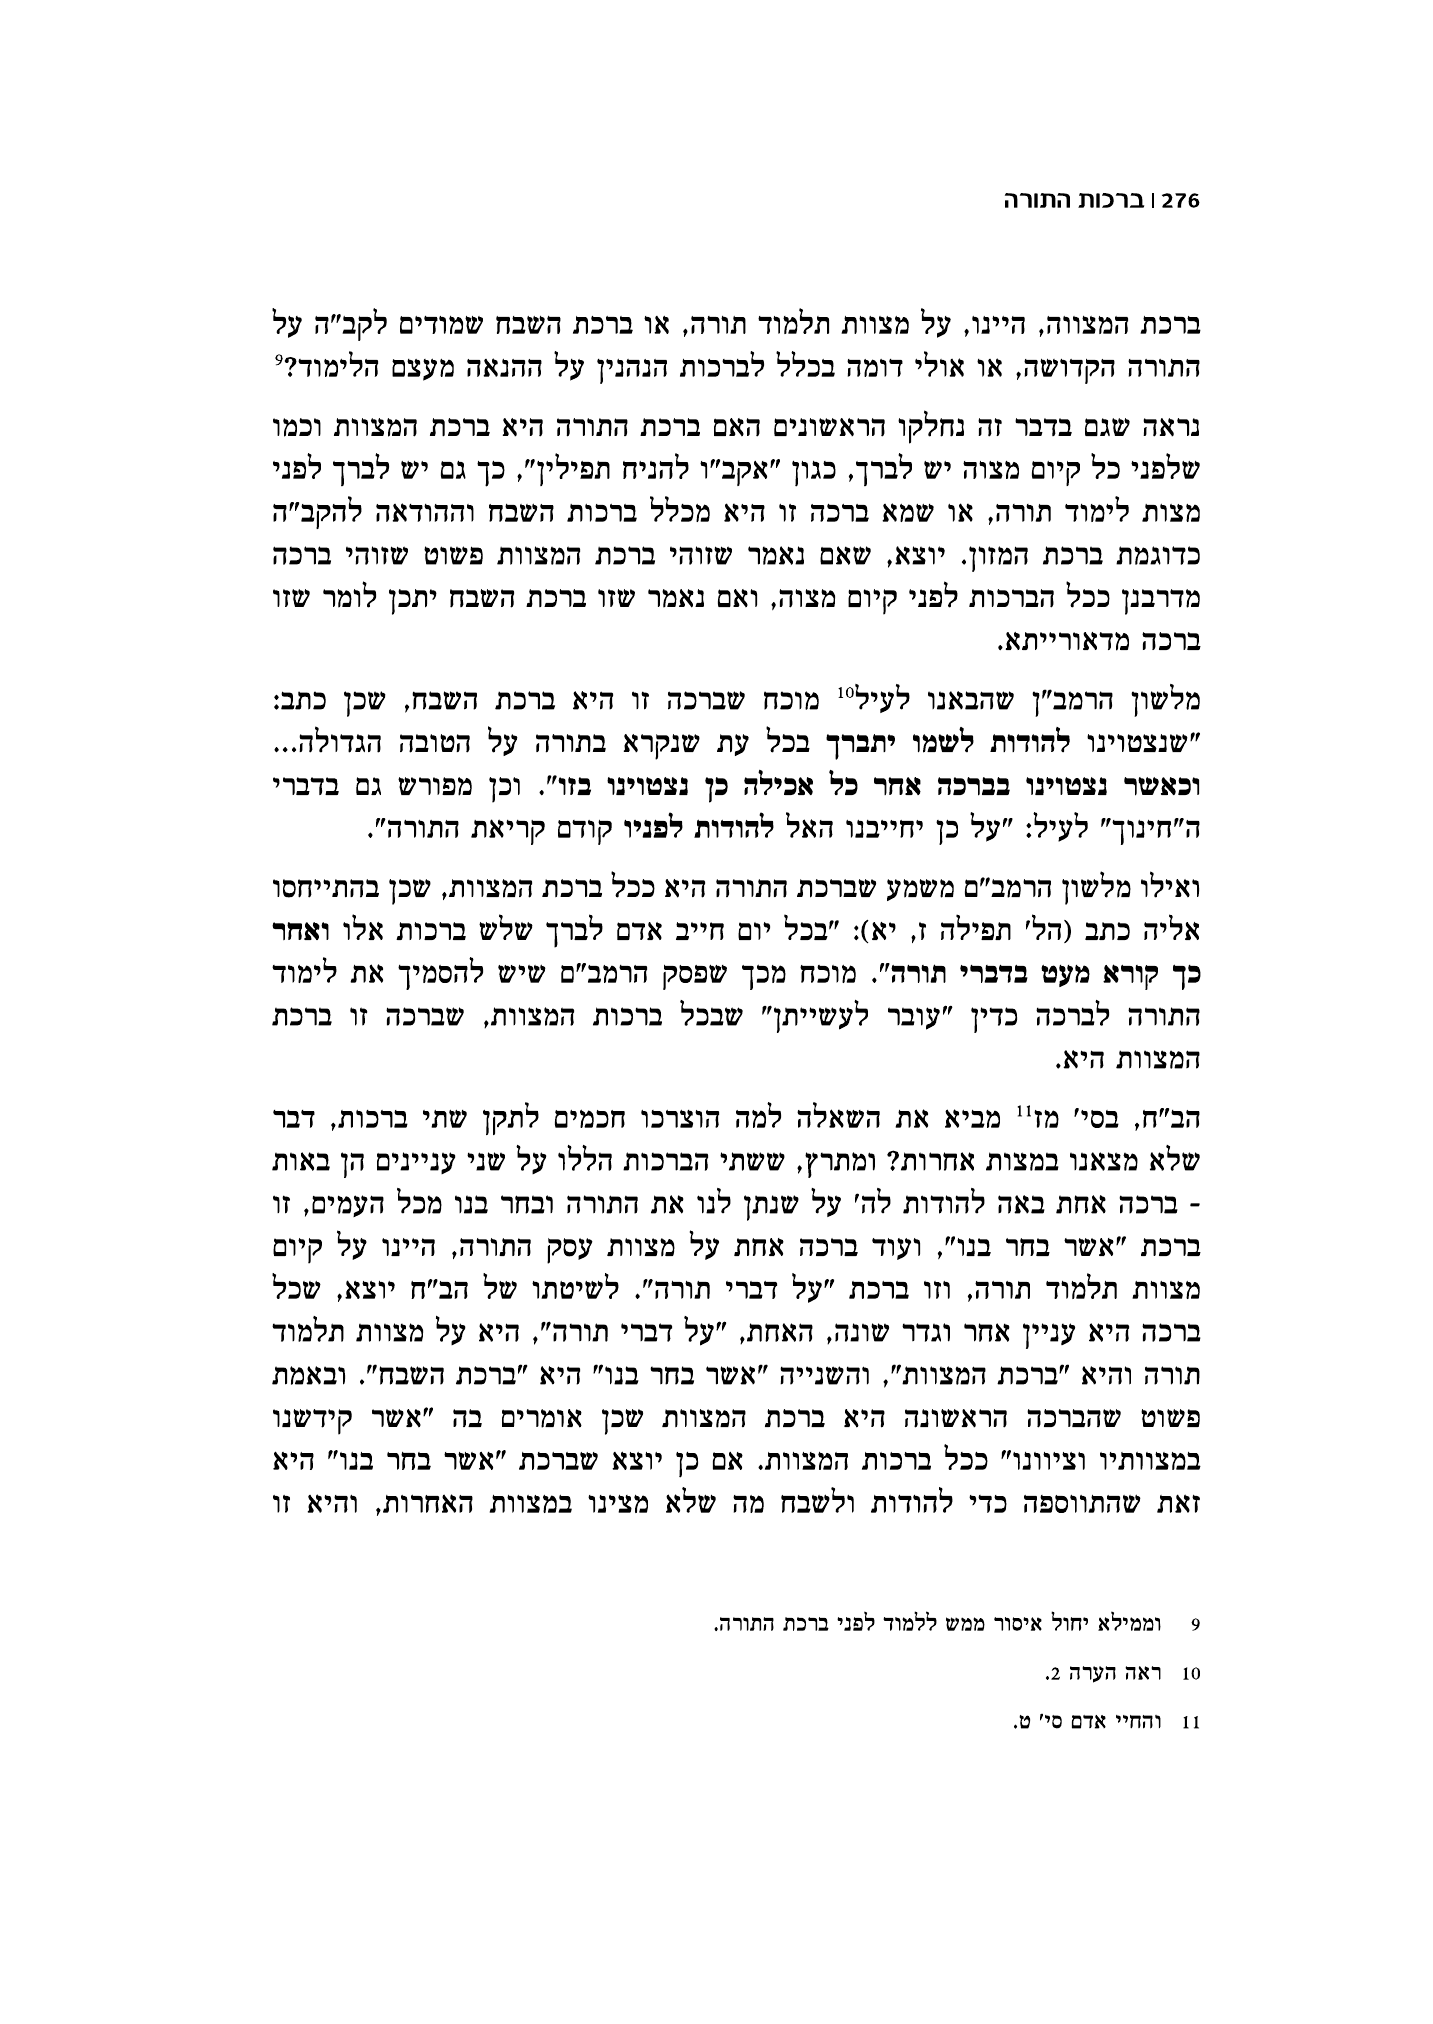 276 | ברכות התורה
ברכת המצווה, היינו, על מצוות תלמוד תורה, או ברכת השבח שמודים לקב"ה על
התורה הקדושה, או אולי דומה בכלל לברכות הנהנין על ההנאה מעצם הלימוד?9
נראה שגם בדבר זה נחלקו הראשונים האם ברכת התורה היא ברכת המצוות וכמו
שלפני כל קיום מצוה יש לברך, כגון "אקב"ו להניח תפילין", כך גם יש לברך לפני
מצות לימוד תורה, או שמא ברכה זו היא מכלל ברכות השבח וההודאה להקב"ה
כדוגמת ברכת המזון. יוצא, שאם נאמר שזוהי ברכת המצוות פשוט שזוהי ברכה
מדרבנן ככל הברכות לפני קיום מצוה, ואם נאמר שזו ברכת השבח יתכן לומר שזו
ברכה מדאורייתא.
מלשון הרמב"ן שהבאנו לעיל10 מוכח שברכה זו היא ברכת השבח, שכן כתב:
"שנצטוינו להודות לשמו יתברך בכל עת שנקרא בתורה על הטובה הגדולה...
וכאשר נצטוינו בברכה אחר כל אכילה כן נצטוינו בזו". וכן מפורש גם בדברי
ה"חינוך" לעיל: "על כן יחייבנו האל להודות לפניו קודם קריאת התורה".
ואילו מלשון הרמב"ם משמע שברכת התורה היא ככל ברכת המצוות, שכן בהתייחסו
אליה כתב (הל' תפילה ז, יא): "בכל יום חייב אדם לברך שלש ברכות אלו ואחר
כך קורא מעט בדברי תורה". מוכח מכך שפסק הרמב"ם שיש להסמיך את לימוד
התורה לברכה כדין "עובר לעשייתן" שבכל ברכות המצוות, שברכה זו ברכת
המצוות היא.
הב"ח, בסי' מז11 מביא את השאלה למה הוצרכו חכמים לתקן שתי ברכות, דבר
שלא מצאנו במצות אחרות? ומתרץ, ששתי הברכות הללו על שני עניינים הן באות
- ברכה אחת באה להודות לה' על שנתן לנו את התורה ובחר בנו מכל העמים, זו
ברכת "אשר בחר בנו", ועוד ברכה אחת על מצוות עסק התורה, היינו על קיום
מצוות תלמוד תורה, וזו ברכת "על דברי תורה". לשיטתו של הב"ח יוצא, שכל
ברכה היא עניין אחר וגדר שונה, האחת, "על דברי תורה", היא על מצוות תלמוד
תורה והיא "ברכת המצוות", והשנייה "אשר בחר בנו" היא "ברכת השבח". ובאמת
פשוט שהברכה הראשונה היא ברכת המצוות שכן אומרים בה "אשר קידשנו
במצוותיו וציוונו" ככל ברכות המצוות. אם כן יוצא שברכת "אשר בחר בנו" היא
זאת שהתווספה כדי להודות ולשבח מה שלא מצינו במצוות האחרות, והיא זו
9 וממילא יחול איסור ממש ללמוד לפני ברכת התורה.
10 ראה הערה 2.
11 והחיי אדם סי' ט.